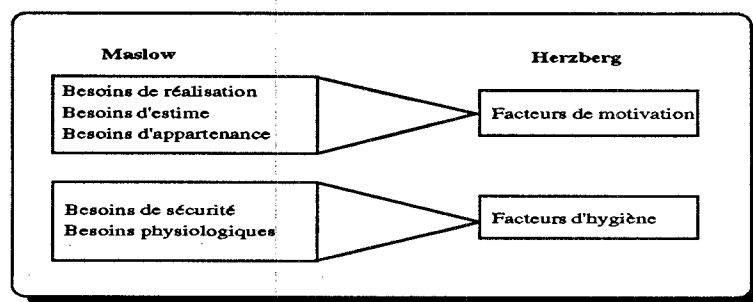 Maslow
Herzberg
Besoins de réalisation
Besoins d'estime
Besoins d'appartenance
Facteurs de motivation
Besoins de sécurité
Besoins physiologiques
Facteurs d'hygiène